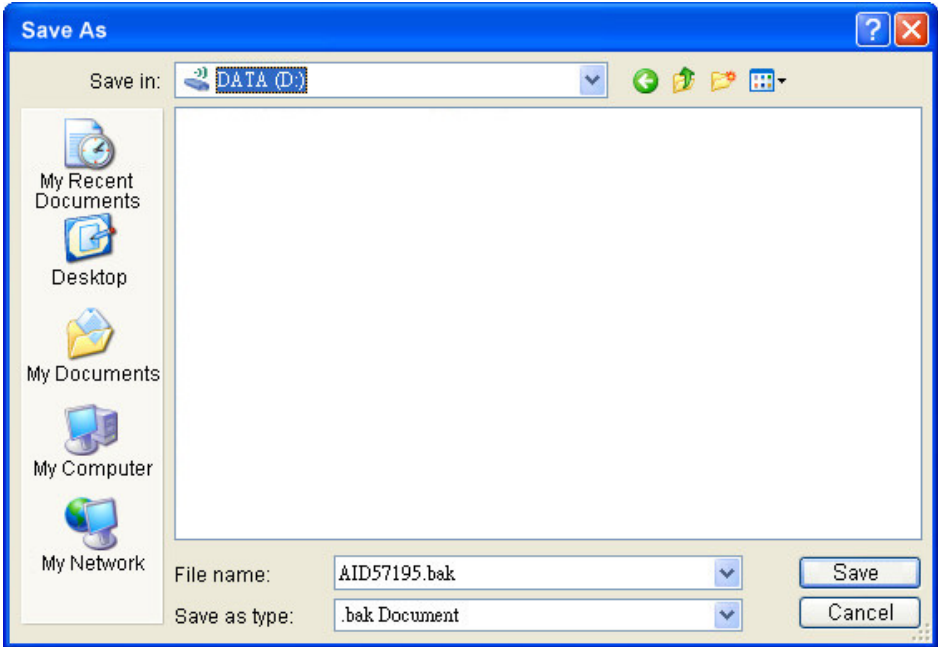 Save As
Save in: DATA (D:)
My Recent
Documents
Desktop
My Documents
My Computer
My Network
File name: AID57195.bak
Save
Save as type: .bak Document
Cancel